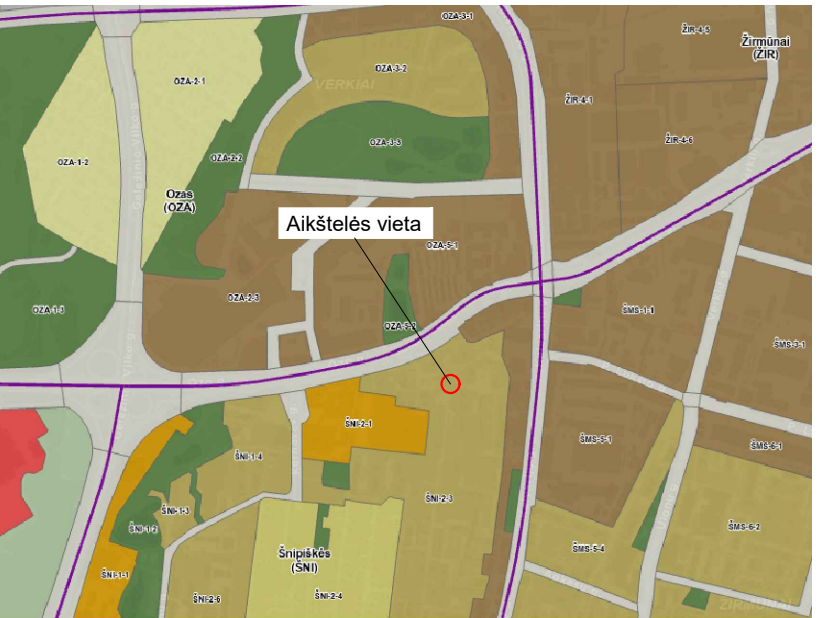 OZA-3-1
ŽIR-4-5
Žirmūnai
(ŽIR)
OZA-3-2
OZA-2-1
VERKIAI
ŽIR-4-1
ŽIR-4-6
OZA-3-3
OZA-1-2
OZA-2-2
Ozas
(OZA)
Aikštelės vieta
OZA-5-1
OZA-2-3
OZA-1-3
ŠMS-1-1
OZA-5-2
ŠMS-3-1
ŠNI-2-1
ŠMS-5-1
ŠMS-6-1
ŠNI-1-4
ŠNI-2-3
ŠNI-1-3
ŠNI-1-2
ŠMS-6-2
Šnipiškės
(ŠNI)
ŠMS-5-4
ŠNI-1-1
ŠNI-2-6
ŠNI-2-4
ŽIRMŪNAI